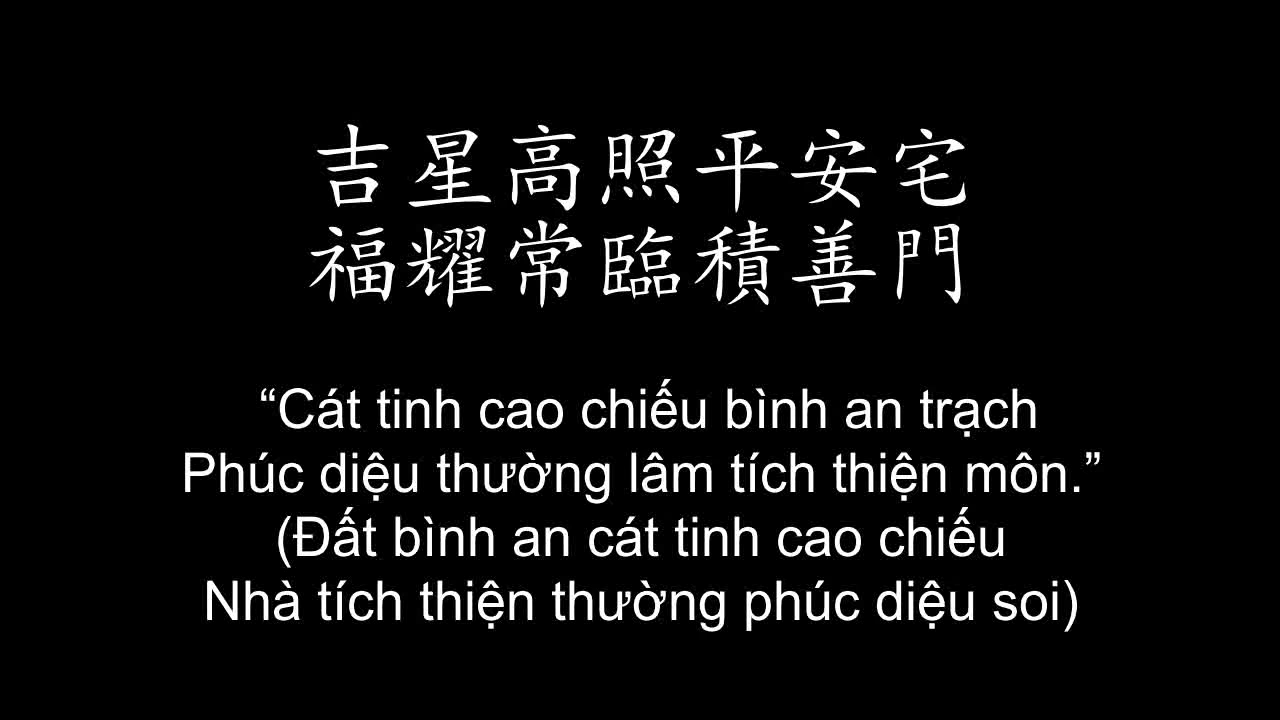 吉星高照平安宅
福耀常臨積善門
“Cát tinh cao chiếu bình an trạch
Phúc diệu thường lâm tích thiện môn.”
(Đất bình an cát tinh cao chiếu
Nhà tích thiện thường phúc diệu soi)